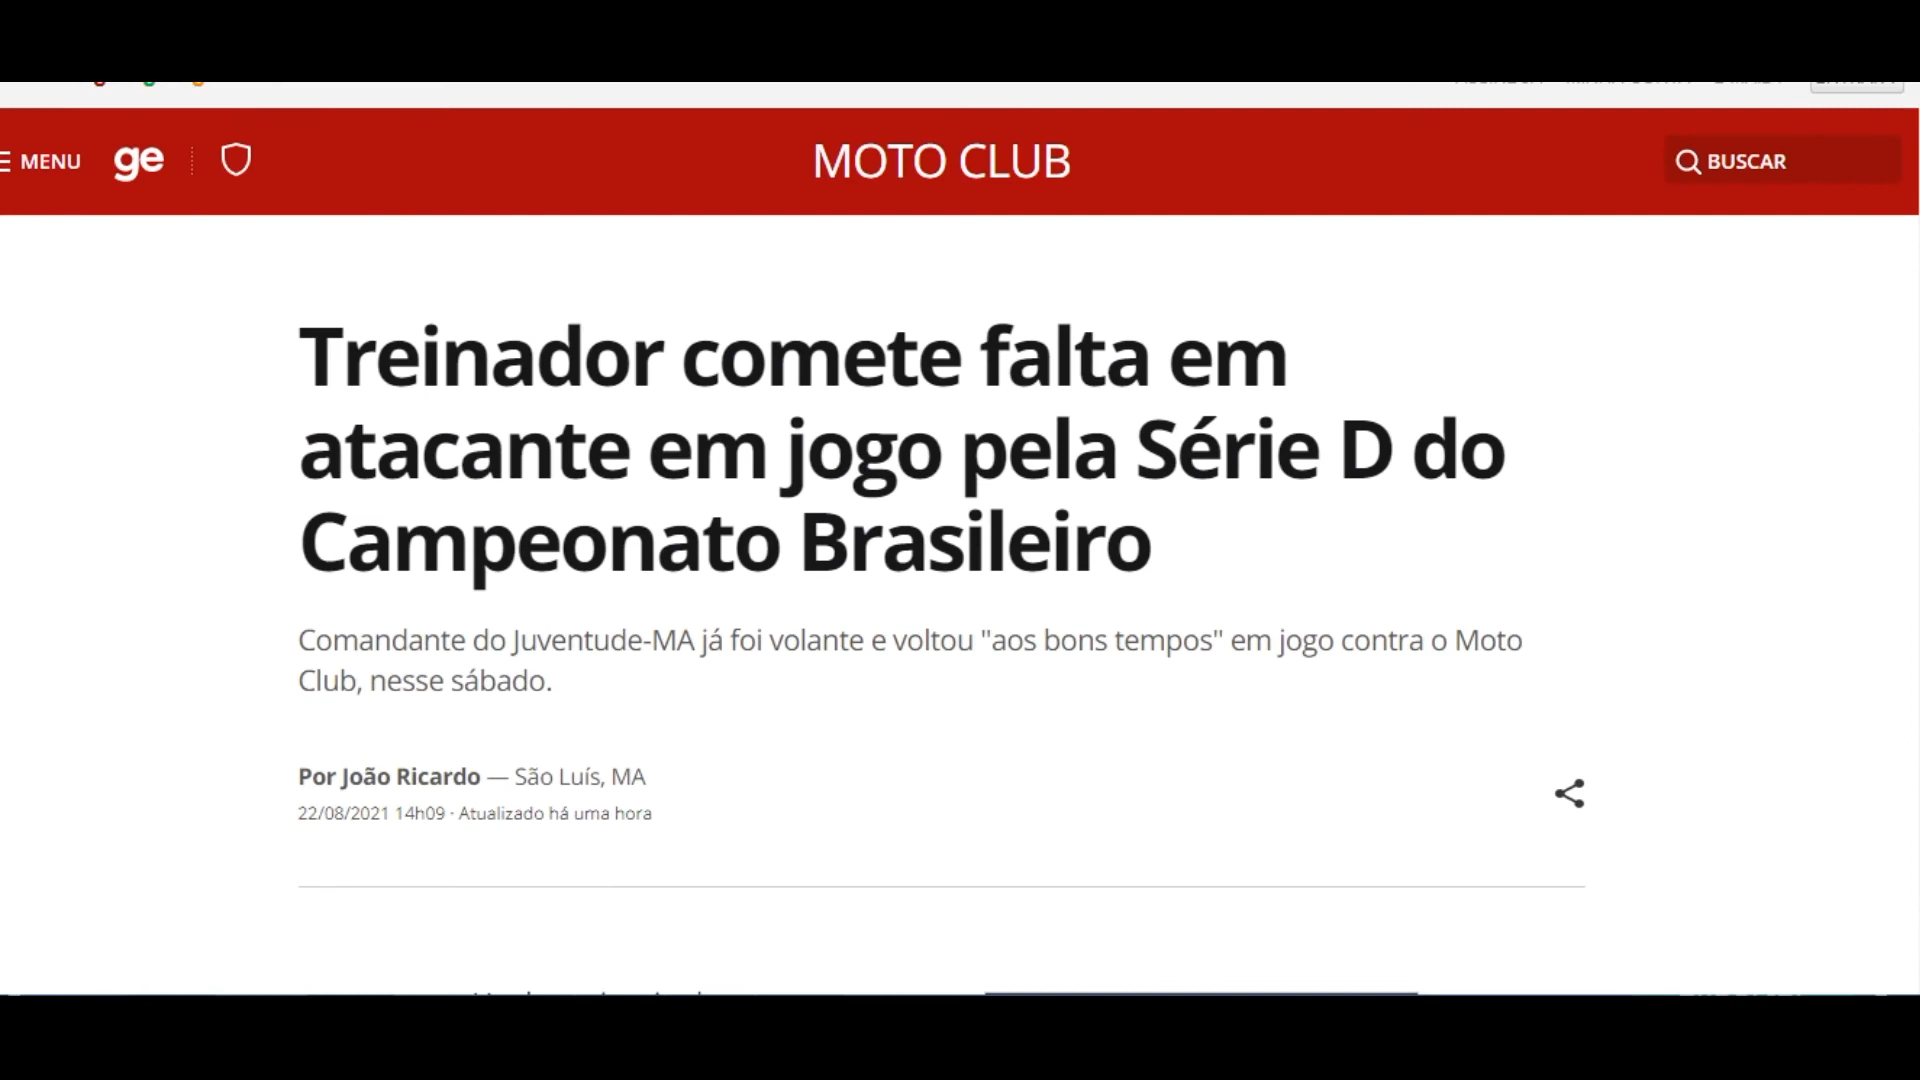 MENU ge MOTO CLUB BUSCAR
Treinador comete falta em
atacante em jogo pela Série D do
Campeonato Brasileiro
Comandante do Juventude-MA já foi volante e voltou "aos bons tempos" em jogo contra o Moto
Club, nesse sábado.
Por João Ricardo — São Luís, MA
22/08/2021 14h09 · Atualizado há uma hora